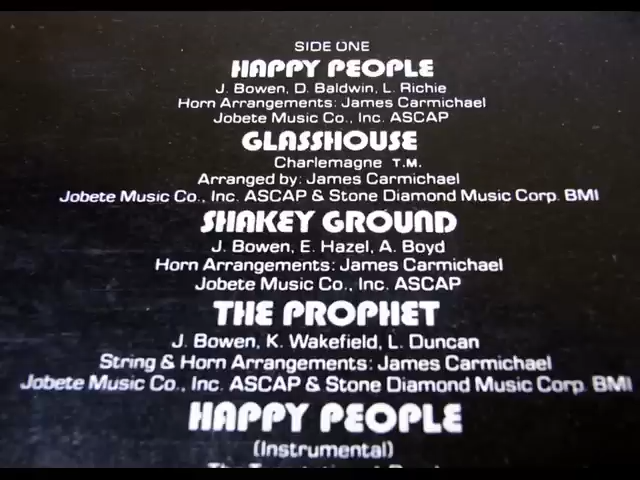 SIDE ONE
HAPPY PEOPLE
J. Bowen, D. Baldwin, L. Richie
Horn Arrangements: James Carmichael
Jobete Music Co., Inc. ASCAP
GLASSHOUSE
Charlemagne T.M.
Arranged by: James Carmichael
Jobete Music Co., Inc. ASCAP & Stone Diamond Music Corp. BMI
SHAKEY GROUND
J. Bowen, E. Hazel, A. Boyd
Horn Arrangements: James Carmichael
Jobete Music Co., Inc. ASCAP
THE PROPHET
J. Bowen, K. Wakefield, L. Duncan
String & Horn Arrangements: James Carmichael
Jobete Music Co., Inc. ASCAP & Stone Diamond Music Corp. BMI
HAPPY PEOPLE
(Instrumental)